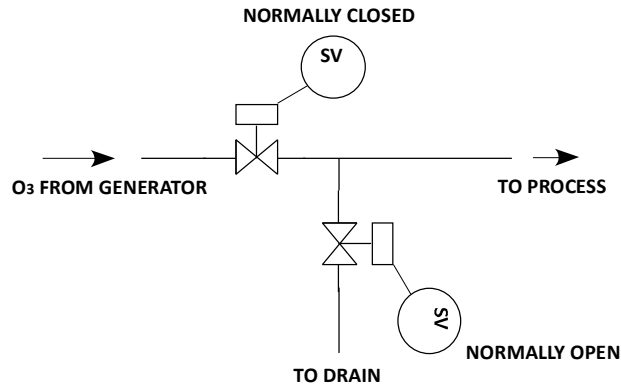 NORMALLY CLOSED
SV
O₃ FROM GENERATOR
TO PROCESS
SV
NORMALLY OPEN
TO DRAIN